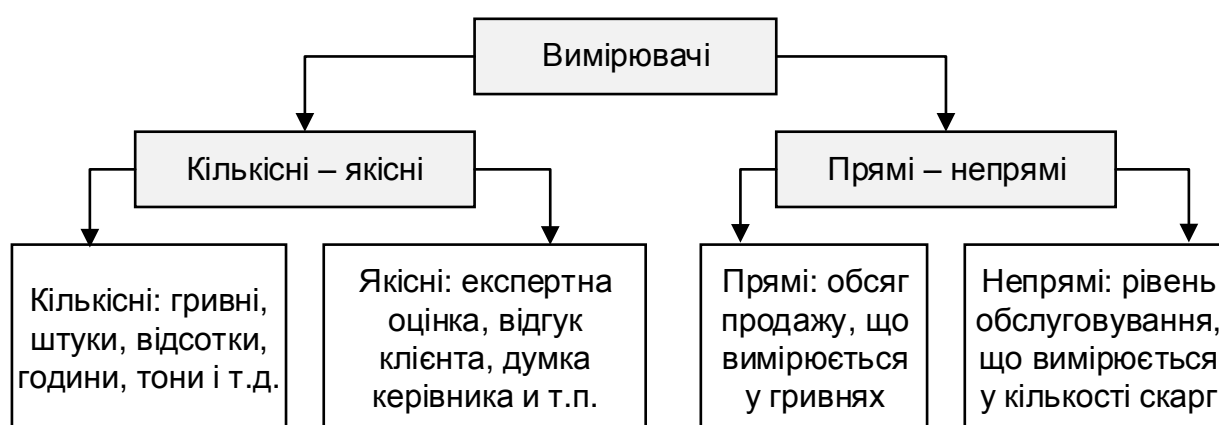 Вимірювачі
Кількісні – якісні
Прямі – непрямі
Кількісні: гривні,
штуки, відсотки,
години, тони і т.д.
Якісні: експертна
оцінка, відгук
клієнта, думка
керівника и т.п.
Прямі: обсяг
продажу, що
вимірюється
у гривнях
Непрямі: рівень
обслуговування,
що вимірюється
у кількості скарг